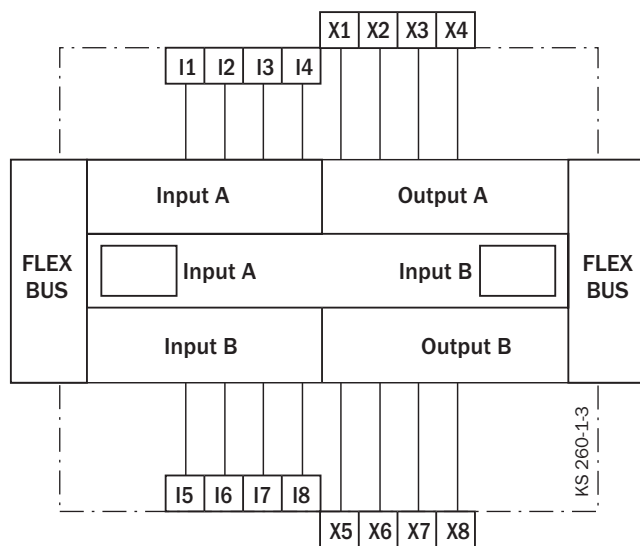 X1 X2 X3 X4
I1 I2 I3 I4
Input A
Output A
FLEX
BUS
Input A
Input B
FLEX
BUS
Input B
Output B
KS 260-1-3
I5 I6 I7 I8
X5 X6 X7 X8